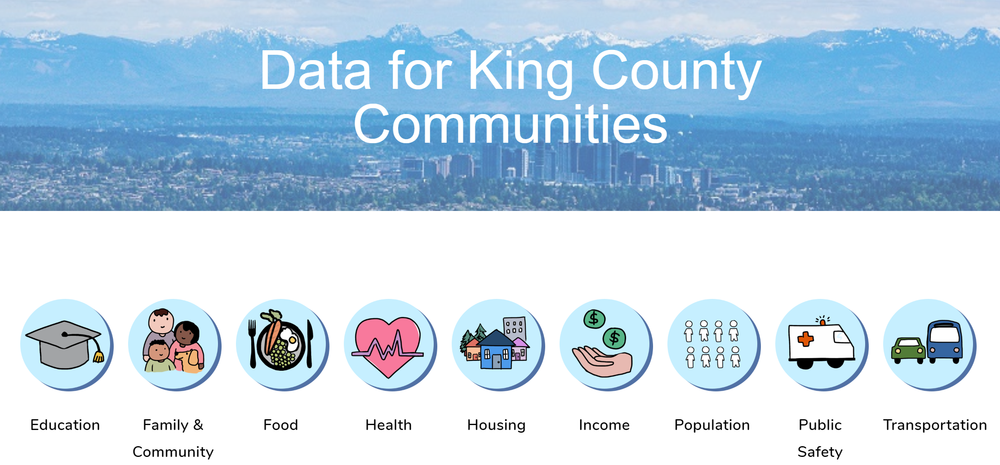 Data for King County
Communities
$
$
Education
Family &
Community
Food
Health
Housing
Income
Population
Public
Safety
Transportation